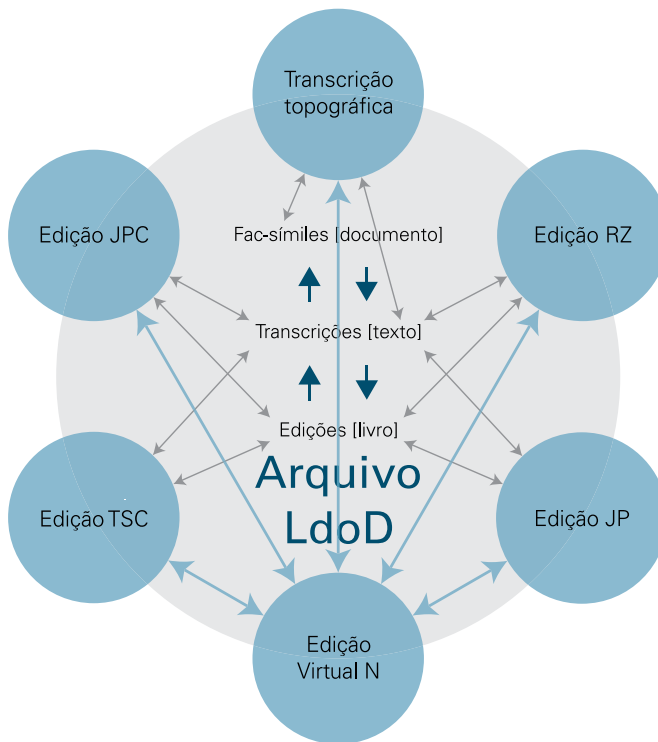 Transcrição
topográfica
Edição JPC
Fac-símiles [documento]
Edição RZ
Transcrições [texto]
Edições [livro]
Arquivo
LdoD
Edição TSC
Edição JP
Edição
Virtual N